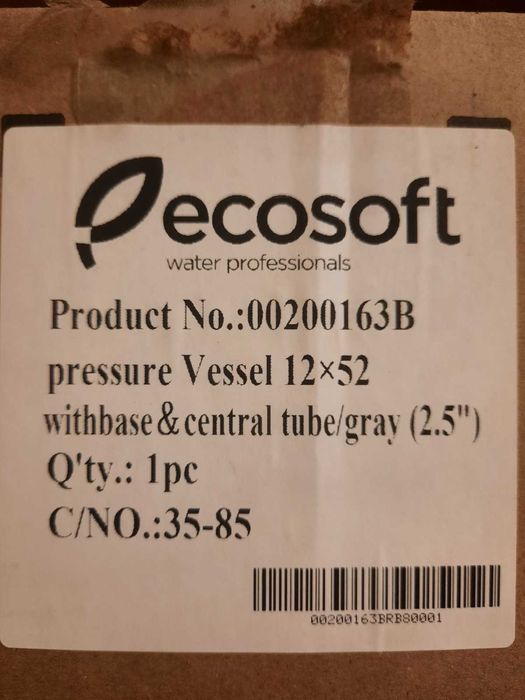 ecosoft
water professionals
Product No.:00200163B
pressure Vessel 12×52
withbase&central tube/gray (2.5")
Q'ty.: 1pc
C/NO.:35-85
00200163BRB80001